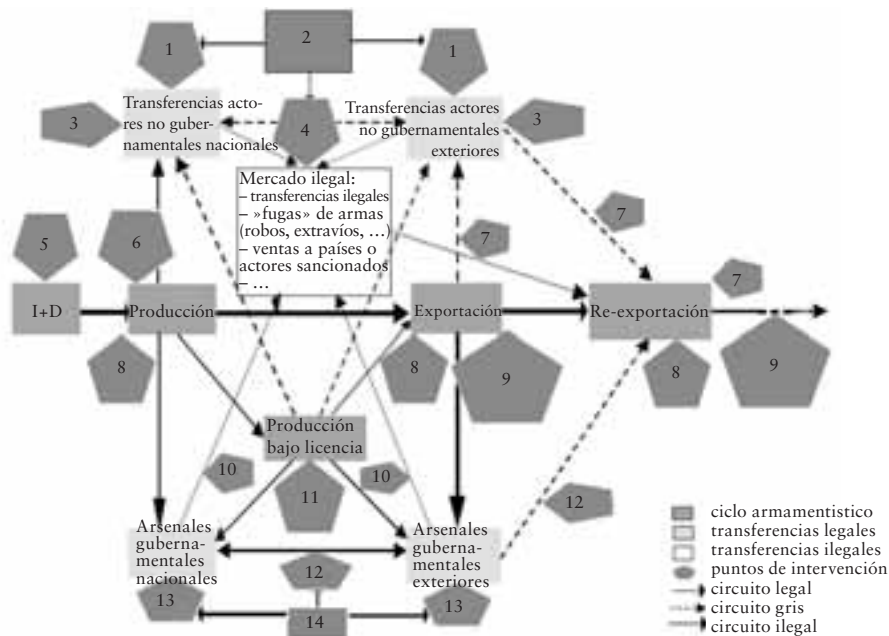 1
2
1
3
Transferencias acto-
res no guber-
namentales nacionales
4
Transferencias actores
no gubernamentales
exteriores
3
Mercado ilegal:
– transferencias ilegales
– »fugas» de armas
(robos, extravíos, …)
– ventas a países o
actores sancionados
– …
5
6
7
7
7
I+D
Producción
Exportación
Re-exportación
8
8
9
8
9
Producción
bajo licencia
10
11
10
12
Arsenales
guberna-
mentales
nacionales
Arsenales
guberna-
mentales
exteriores
12
13
14
13
ciclo armamentistico
transferencias legales
transferencias ilegales
puntos de intervención
circuito legal
circuito gris
circuito ilegal